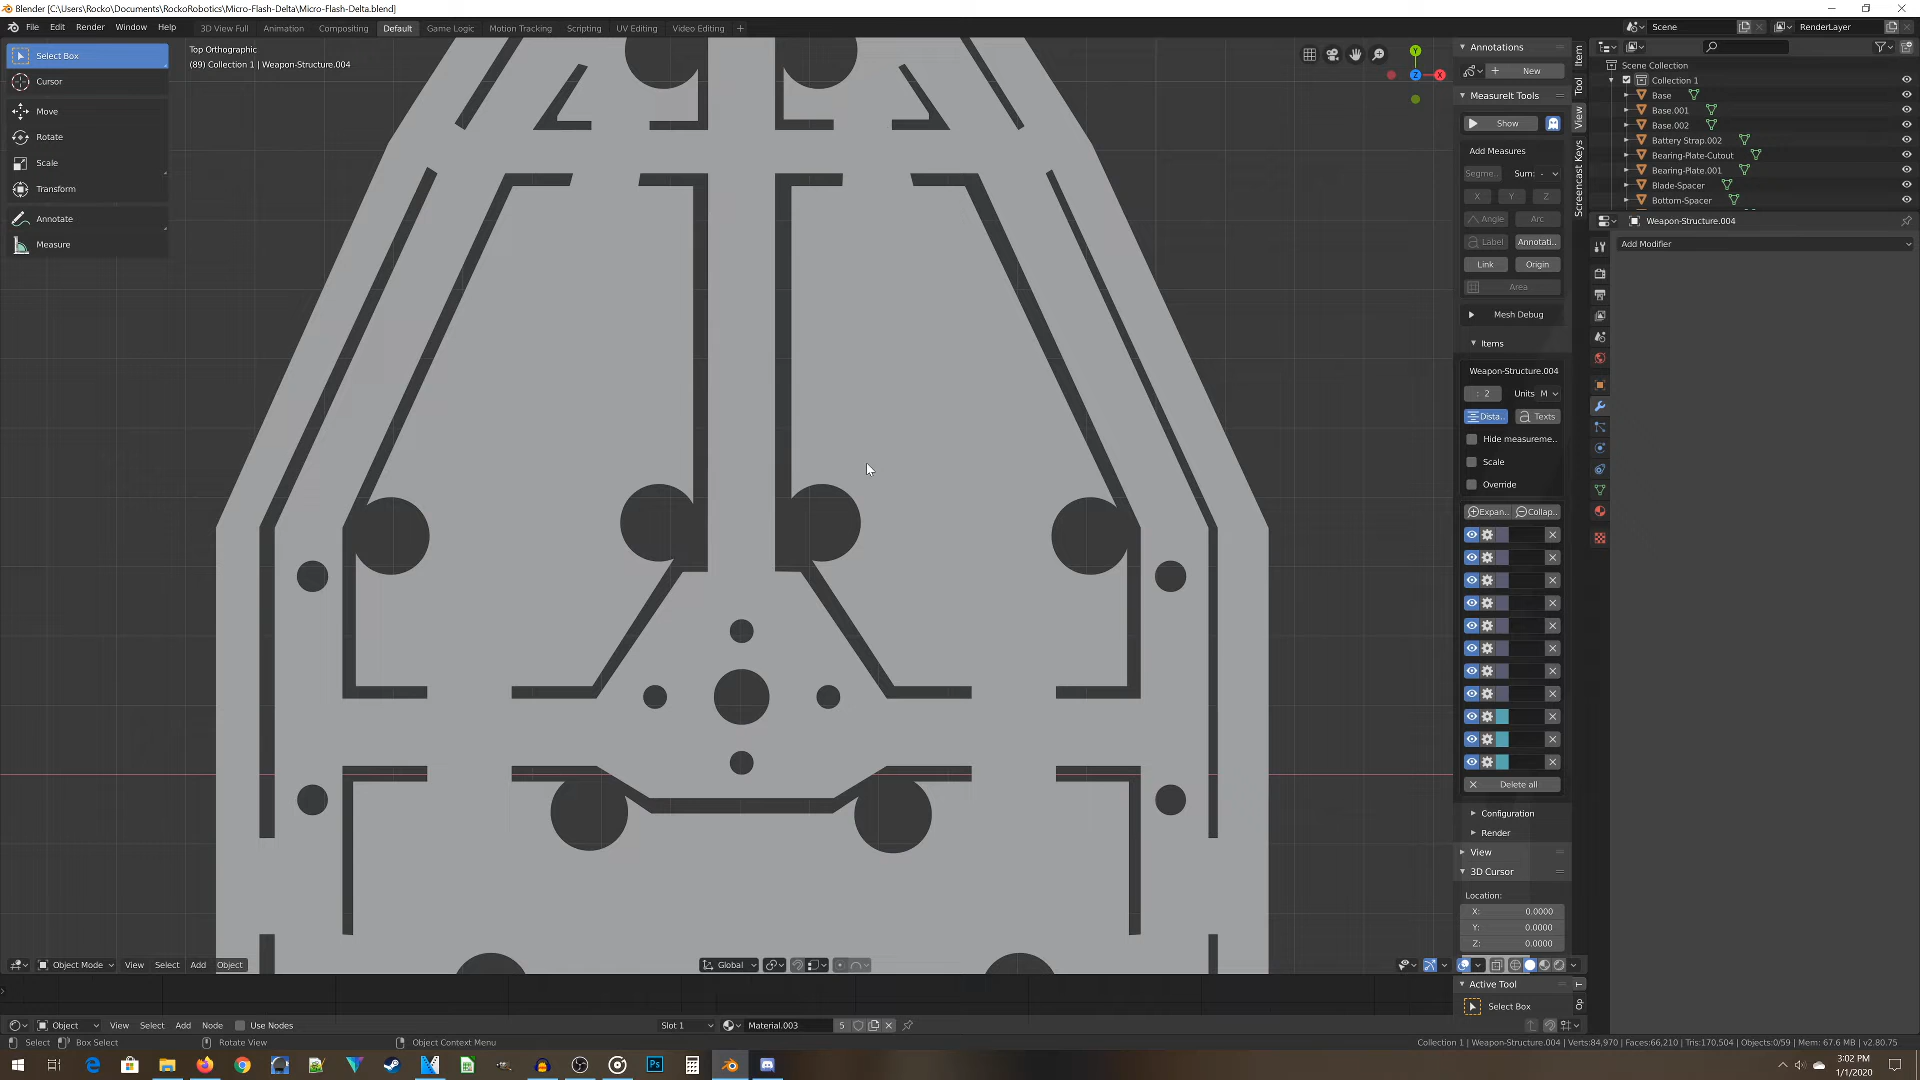 Blender [C:\Users\Rocko\Documents\RockoRobotics\Micro-Flash-Delta\Micro-Flash-Delta.blend]
File Edit Render Window Help
3D View Full Animation Compositing Default Game Logic Motion Tracking Scripting UV Editing Video Editing +
Scene
RenderLayer
Select Box
Cursor
Move
Rotate
Scale
Transform
Annotate
Measure
Top Orthographic
(89) Collection 1 | Weapon-Structure.004
Y
X
Z
Annotations
New
MeasureIt Tools
Show
Add Measures
Segme..
Sum: -
X Y Z
Angle
Arc
Label
Annotati..
Link
Origin
Area
Mesh Debug
Items
Weapon-Structure.004
: 2
Units M
Dista..
Texts
Hide measureme..
Scale
Override
Expan..
Collap..
Delete all
Configuration
Render
View
3D Cursor
Location:
X: 0.0000
Y: 0.0000
Z: 0.0000
Active Tool
Select Box
Item
Tool
View
Screencast Keys
Scene Collection
Collection 1
Base
Base.001
Base.002
Battery Strap.002
Bearing-Plate-Cutout
Bearing-Plate.001
Blade-Spacer
Bottom-Spacer
Weapon-Structure.004
Add Modifier
Object Mode View Select Add Object
Global
Object View Select Add Node Use Nodes
Slot 1
Material.003
5
Select Box Select Rotate View Object Context Menu
Collection 1 | Weapon-Structure.004 | Verts:84,970 | Faces:66,210 | Tris:170,504 | Objects:0/59 | Mem: 67.6 MB | v2.80.75
3:02 PM
1/1/2020